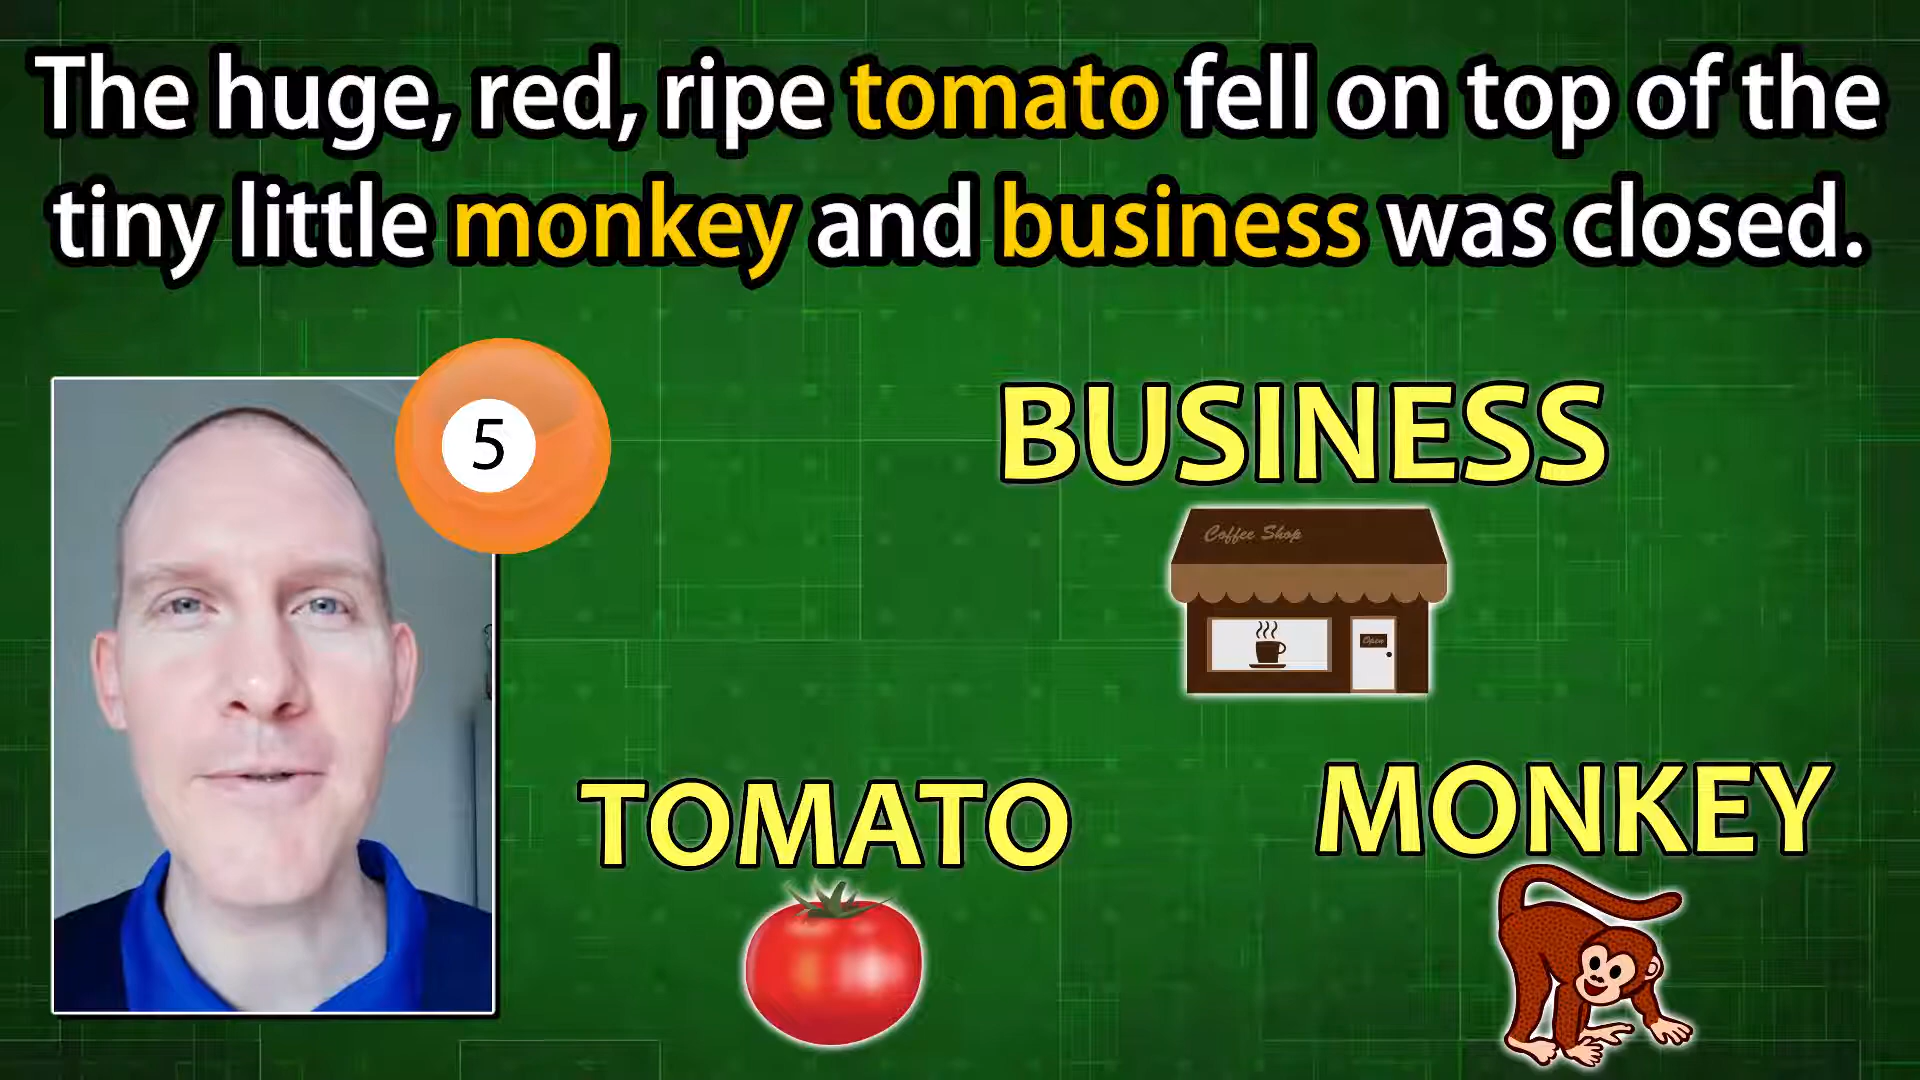 The huge, red, ripe tomato fell on top of the
tiny little monkey and business was closed.
5
BUSINESS
Coffee Shop
Open
TOMATO
MONKEY